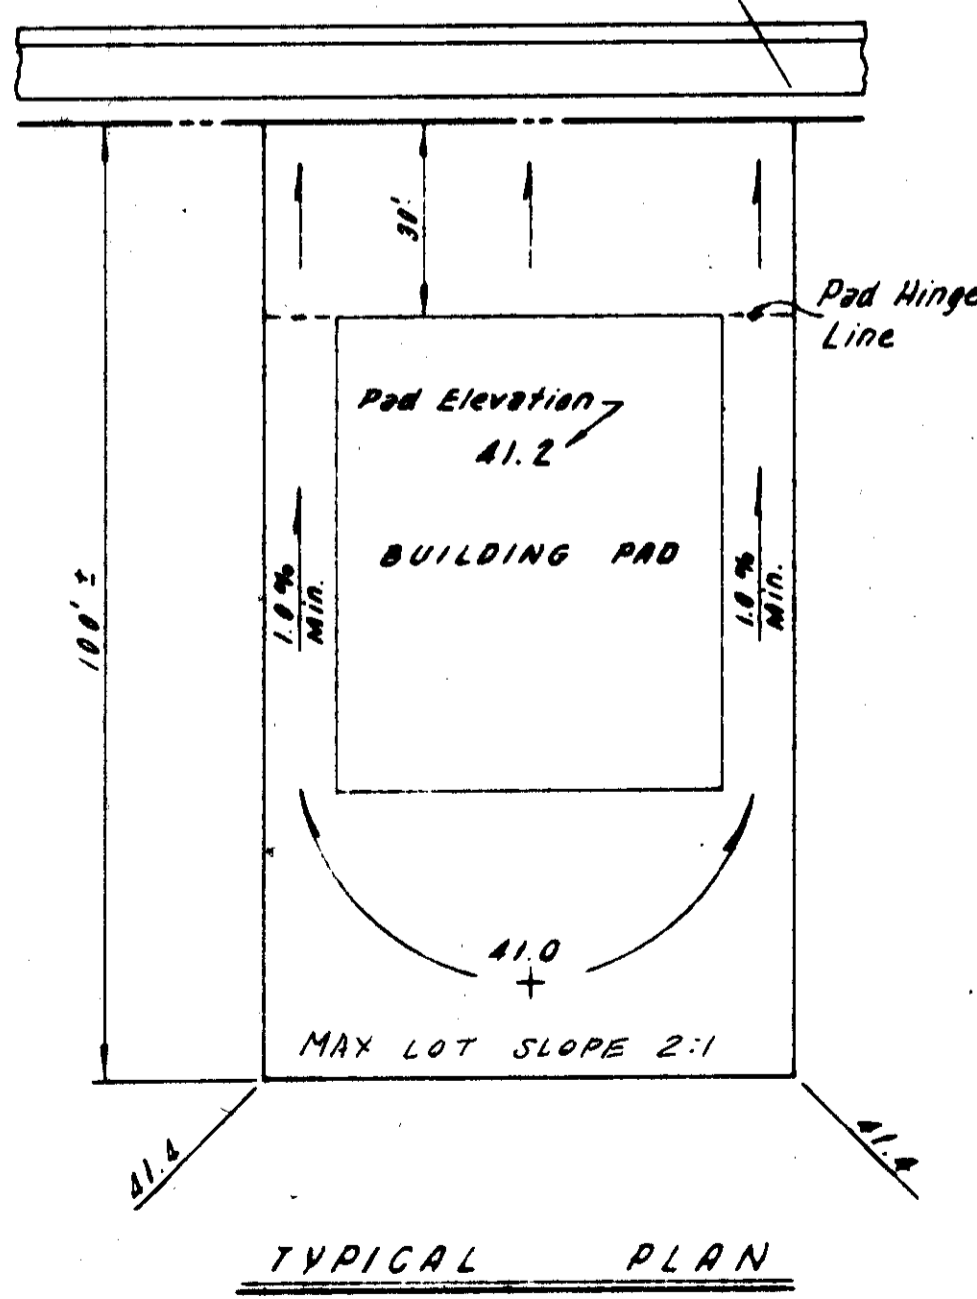 30'
Pad Hinge
Line
Pad Elevation
41.2
BUILDING PAD
100' ±
1.0%
Min.
1.0%
Min.
41.0
MAX LOT SLOPE 2:1
41.4
41.4
TYPICAL PLAN